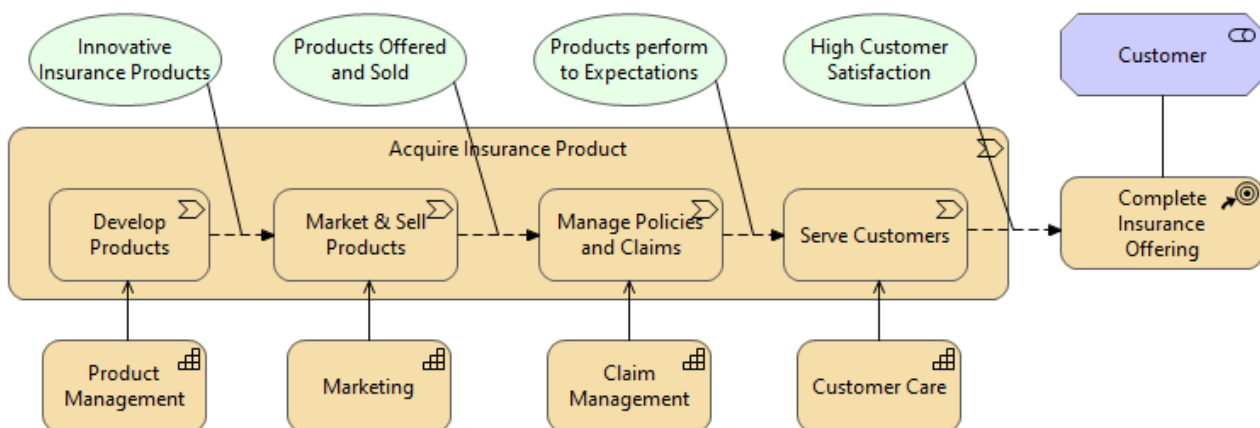 Innovative
Insurance Products
Products Offered
and Sold
Products perform
to Expectations
High Customer
Satisfaction
Customer
Acquire Insurance Product
Develop
Products
Market & Sell
Products
Manage Policies
and Claims
Serve Customers
Complete
Insurance
Offering
Product
Management
Marketing
Claim
Management
Customer Care